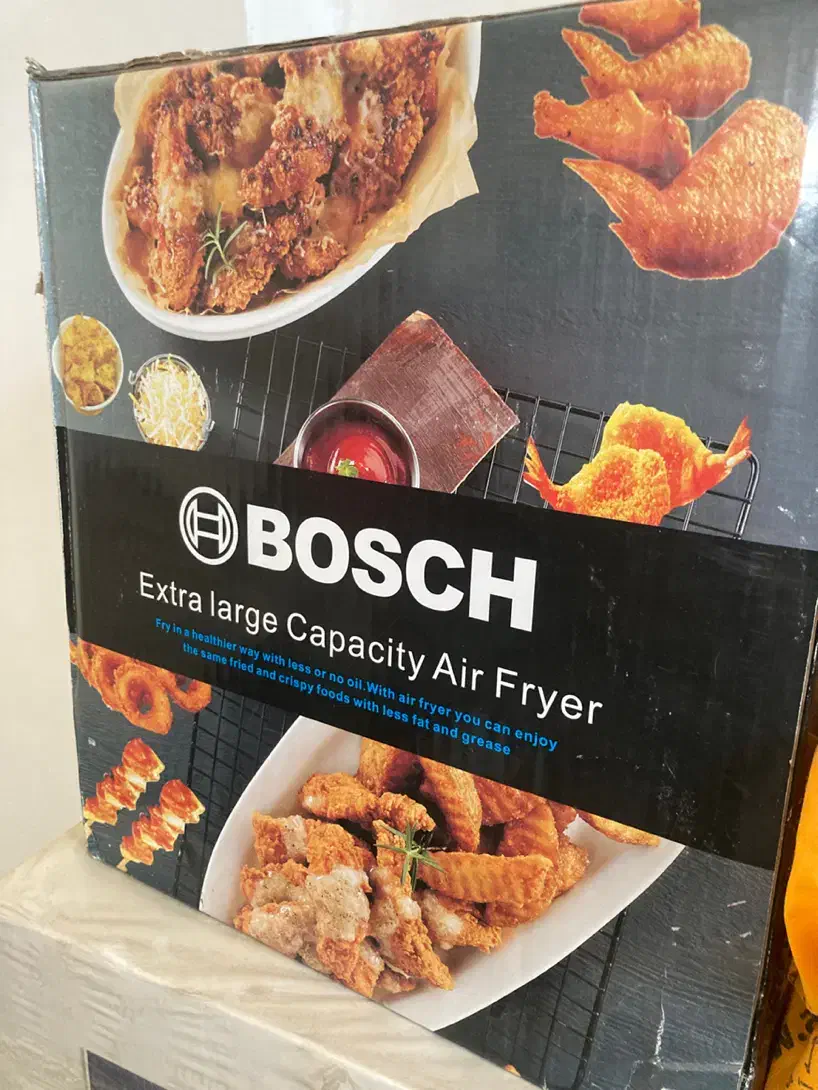 BOSCH
Extra large Capacity Air Fryer
Fry in a healthier way with less or no oil.With air fryer you can enjoy
the same fried and crispy foods with less fat and grease